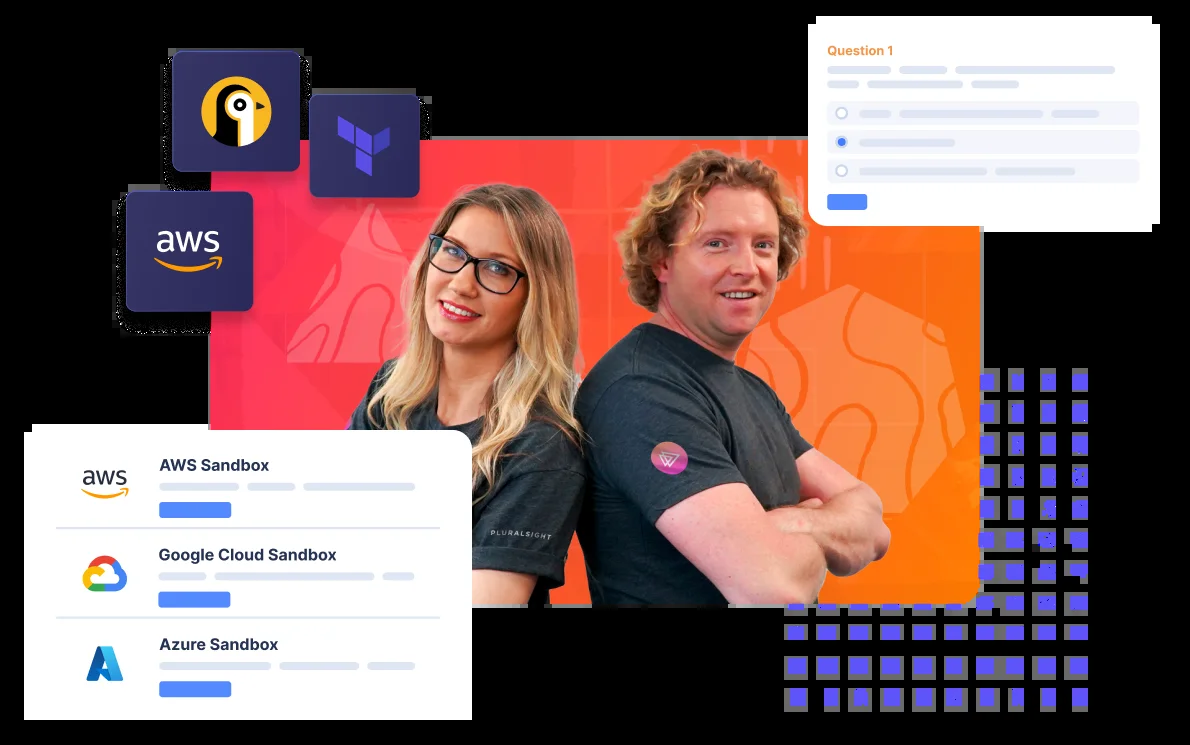 Question 1
aws
PLURALSIGHT
aws
AWS Sandbox
Google Cloud Sandbox
Azure Sandbox